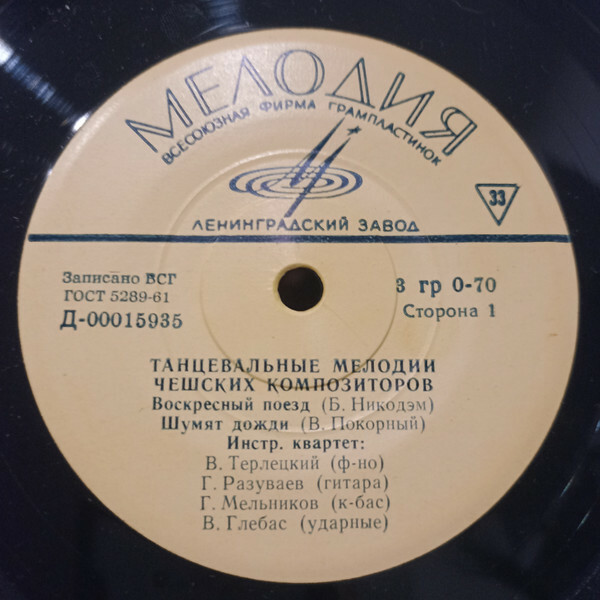 МЕЛОДИЯ
ВСЕСОЮЗНАЯ ФИРМА ГРАМПЛАСТИНОК
33
ЛЕНИНГРАДСКИЙ ЗАВОД
Записано ВСГ
ГОСТ 5289-61
Д-00015935
3 гр 0-70
Сторона 1
ТАНЦЕВАЛЬНЫЕ МЕЛОДИИ
ЧЕШСКИХ КОМПОЗИТОРОВ
Воскресный поезд (Б. Никодэм)
Шумят дожди (В. Покорный)
Инстр. квартет:
В. Терлецкий (ф-но)
Г. Разуваев (гитара)
Г. Мельников (к-бас)
В. Глебас (ударные)